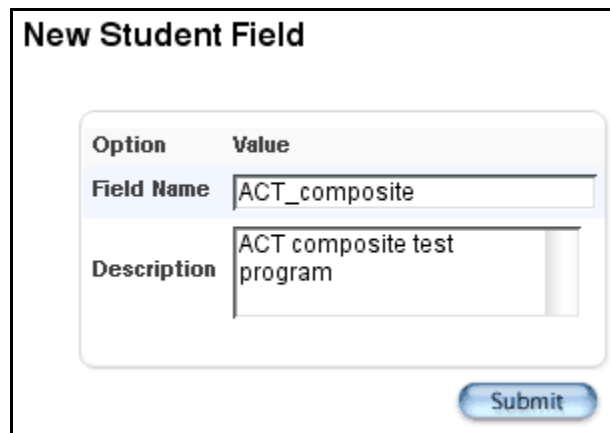 New Student Field
Option Value
Field Name ACT_composite
Description ACT composite test
program
Submit